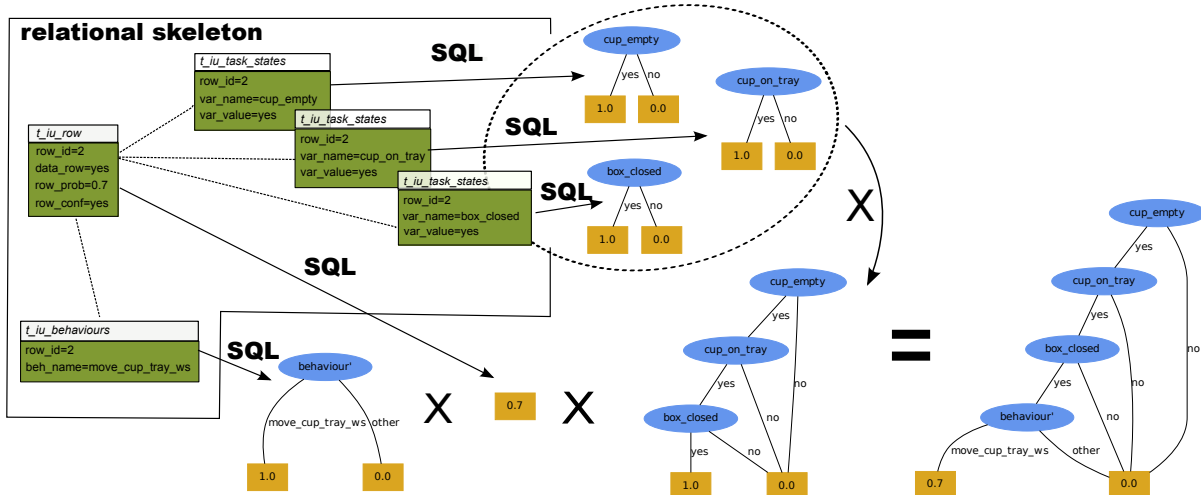 relational skeleton
t_iu_task_states
row_id=2
var_name=cup_empty
var_value=yes
SQL
cup_empty
yes
no
1.0
0.0
t_iu_task_states
row_id=2
var_name=cup_on_tray
var_value=yes
SQL
cup_on_tray
yes
no
1.0
0.0
t_iu_row
row_id=2
data_row=yes
row_prob=0.7
row_conf=yes
t_iu_task_states
row_id=2
var_name=box_closed
var_value=yes
SQL
box_closed
yes
no
1.0
0.0
X
SQL
t_iu_behaviours
row_id=2
beh_name=move_cup_tray_ws
SQL
behaviour'
move_cup_tray_ws
other
1.0
0.0
X
0.7
X
cup_empty
yes
no
cup_on_tray
yes
no
box_closed
yes
no
1.0
0.0
=
cup_empty
yes
no
cup_on_tray
yes
no
box_closed
yes
no
behaviour'
move_cup_tray_ws
other
0.7
0.0